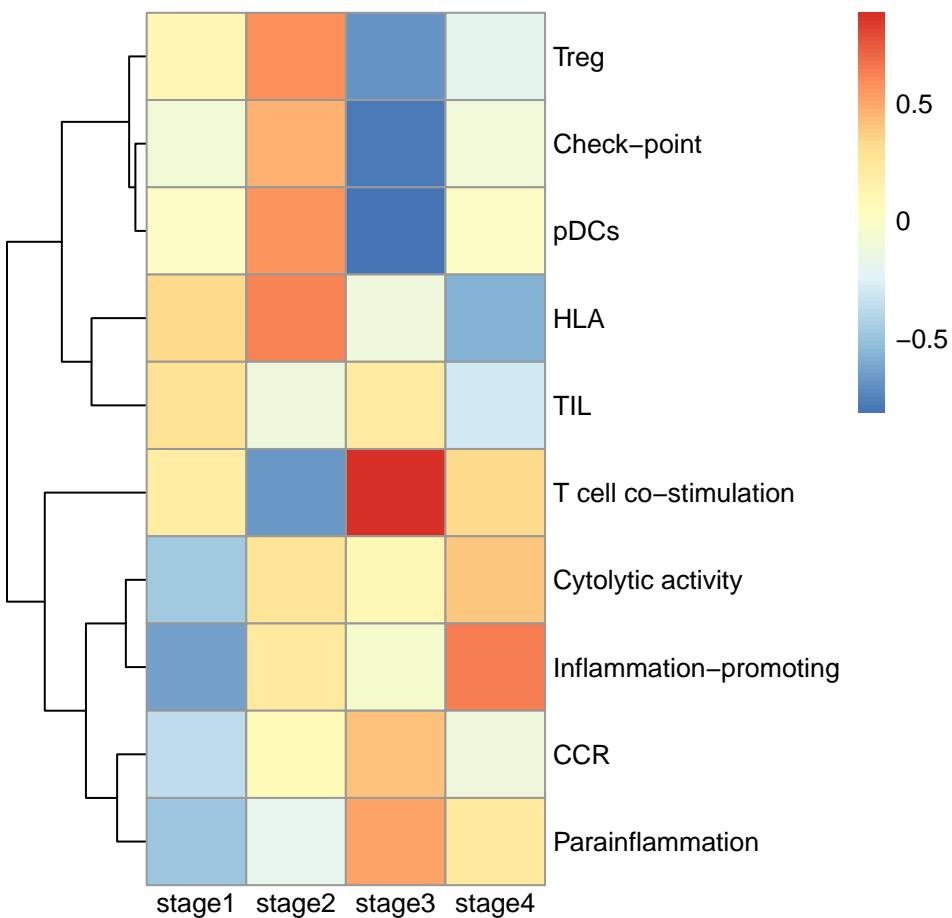 Treg
Check−point
pDCs
HLA
TIL
T cell co−stimulation
Cytolytic activity
Inflammation−promoting
CCR
Parainflammation
stage1 stage2 stage3 stage4
0.5
0
−0.5